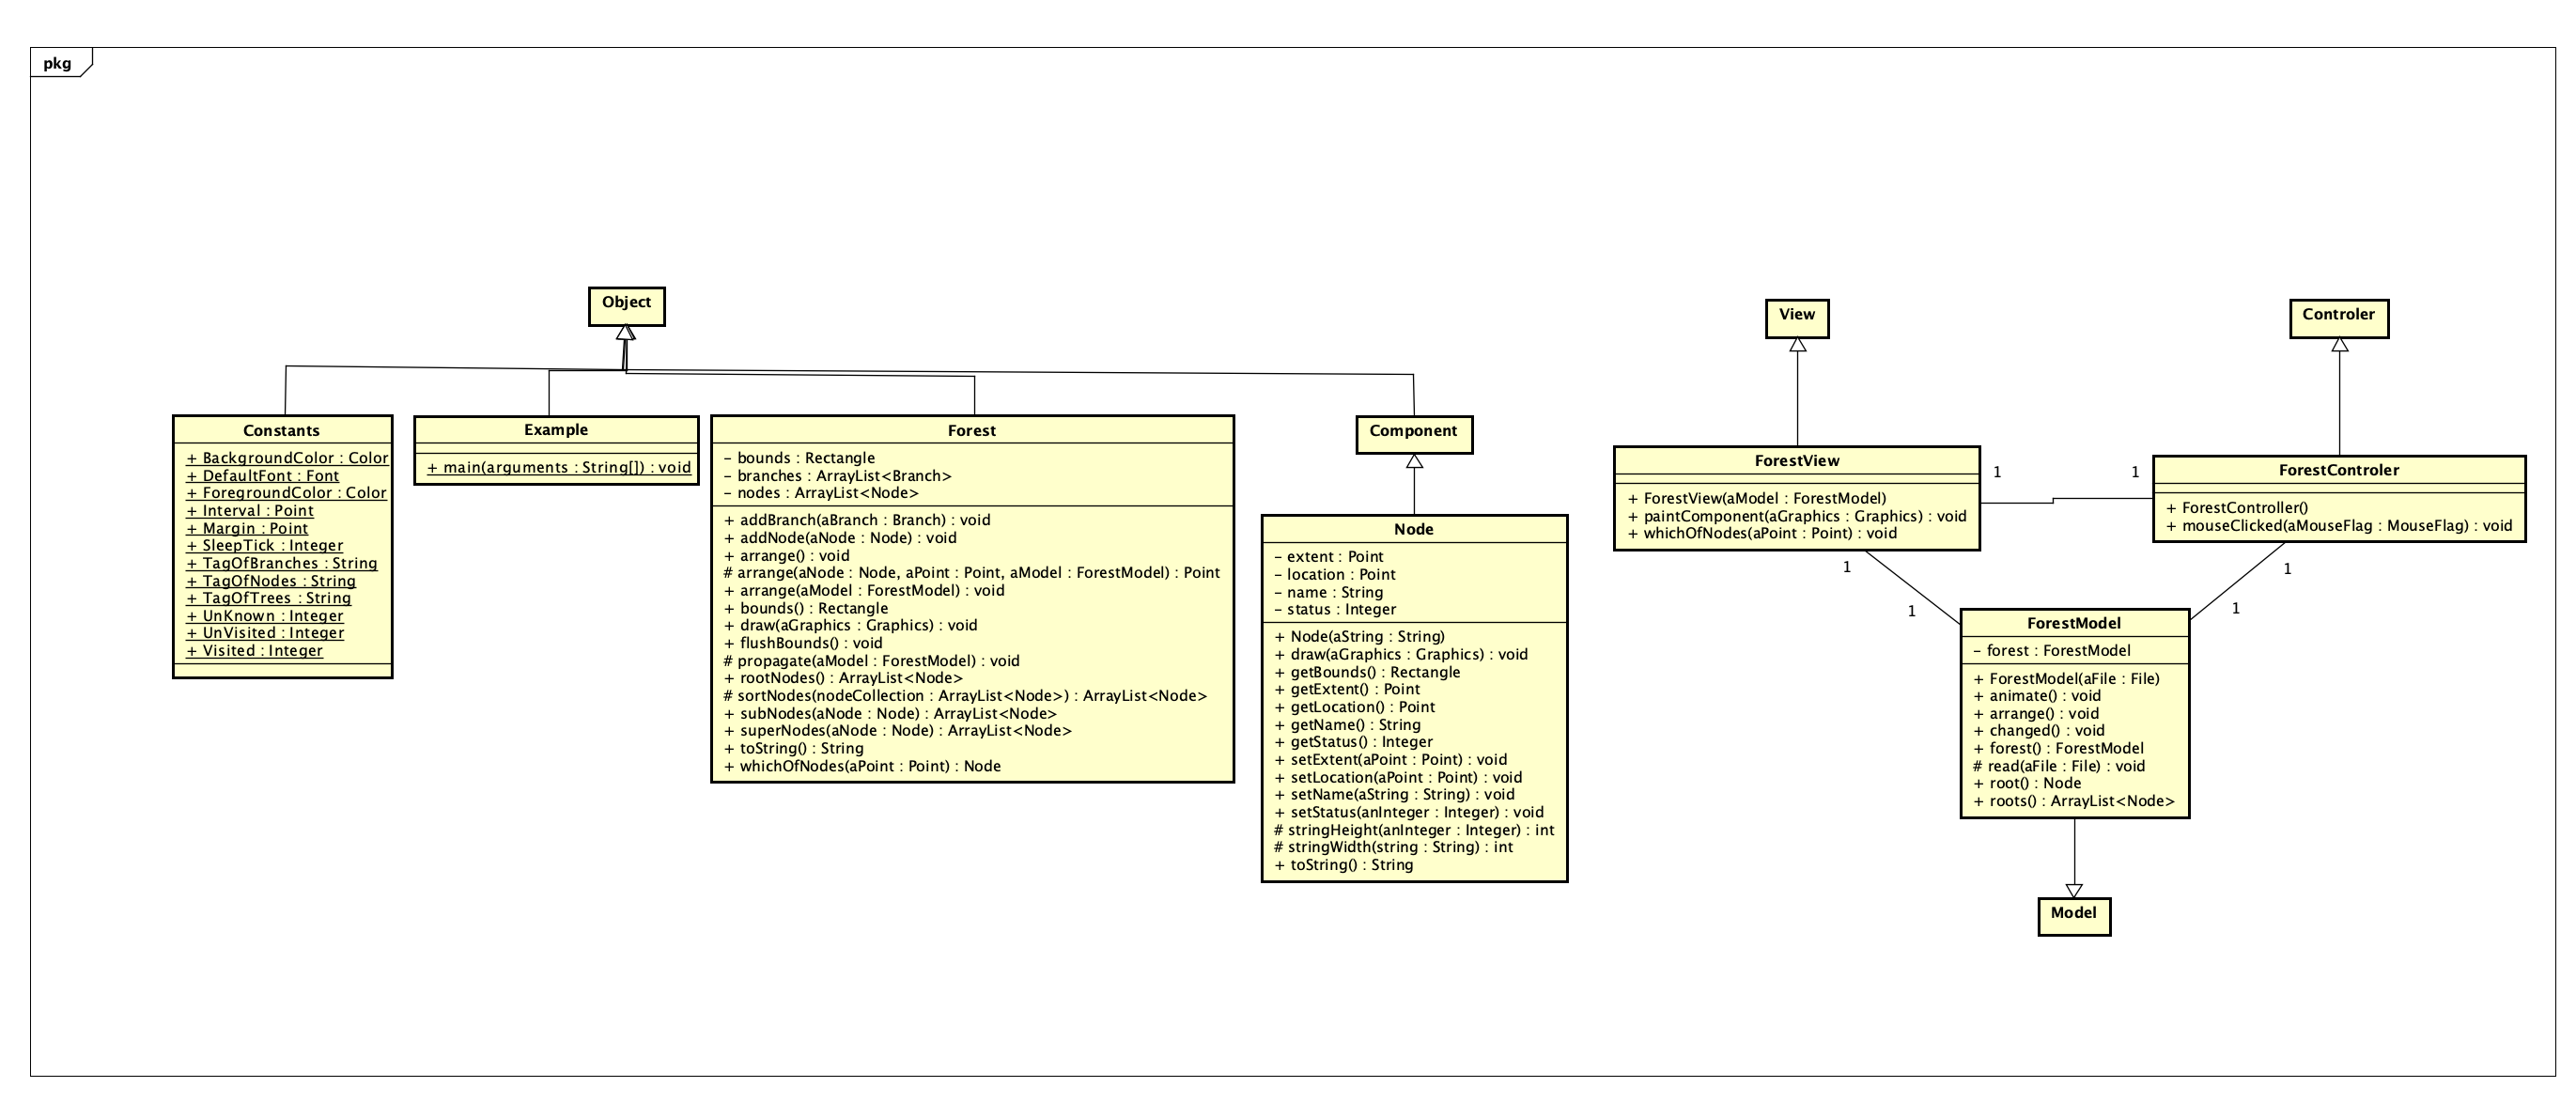 pkg
Object
Constants
+ BackgroundColor : Color
+ DefaultFont : Font
+ ForegroundColor : Color
+ Interval : Point
+ Margin : Point
+ SleepTick : Integer
+ TagOfBranches : String
+ TagOfNodes : String
+ TagOfTrees : String
+ UnKnown : Integer
+ UnVisited : Integer
+ Visited : Integer
Example
+ main(arguments : String[]) : void
Forest
- bounds : Rectangle
- branches : ArrayList<Branch>
- nodes : ArrayList<Node>
+ addBranch(aBranch : Branch) : void
+ addNode(aNode : Node) : void
+ arrange() : void
# arrange(aNode : Node, aPoint : Point, aModel : ForestModel) : Point
+ arrange(aModel : ForestModel) : void
+ bounds() : Rectangle
+ draw(aGraphics : Graphics) : void
+ flushBounds() : void
# propagate(aModel : ForestModel) : void
+ rootNodes() : ArrayList<Node>
# sortNodes(nodeCollection : ArrayList<Node>) : ArrayList<Node>
+ subNodes(aNode : Node) : ArrayList<Node>
+ superNodes(aNode : Node) : ArrayList<Node>
+ toString() : String
+ whichOfNodes(aPoint : Point) : Node
Component
Node
- extent : Point
- location : Point
- name : String
- status : Integer
+ Node(aString : String)
+ draw(aGraphics : Graphics) : void
+ getBounds() : Rectangle
+ getExtent() : Point
+ getLocation() : Point
+ getName() : String
+ getStatus() : Integer
+ setExtent(aPoint : Point) : void
+ setLocation(aPoint : Point) : void
+ setName(aString : String) : void
+ setStatus(anInteger : Integer) : void
# stringHeight(anInteger : Integer) : int
# stringWidth(string : String) : int
+ toString() : String
View
Controler
ForestView
+ ForestView(aModel : ForestModel)
+ paintComponent(aGraphics : Graphics) : void
+ whichOfNodes(aPoint : Point) : void
1
1
ForestControler
+ ForestController()
+ mouseClicked(aMouseFlag : MouseFlag) : void
1
1
1
1
ForestModel
- forest : ForestModel
+ ForestModel(aFile : File)
+ animate() : void
+ arrange() : void
+ changed() : void
+ forest() : ForestModel
# read(aFile : File) : void
+ root() : Node
+ roots() : ArrayList<Node>
Model